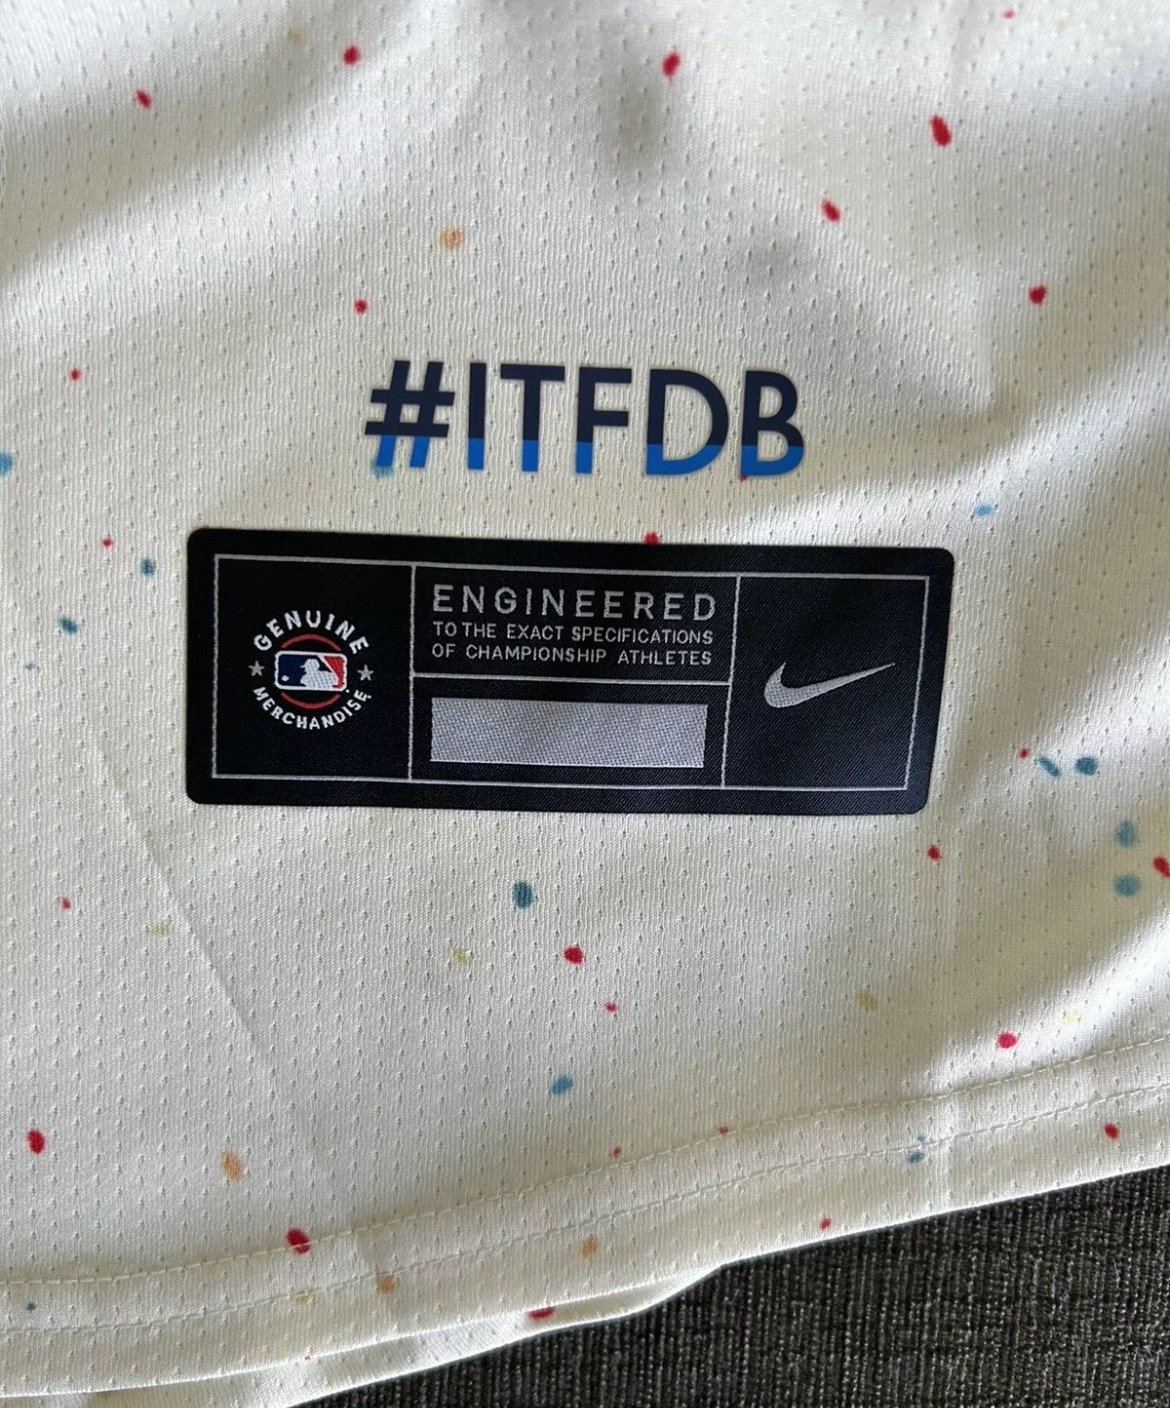 #ITFDB
GENUINE
MERCHANDISE
ENGINEERED
TO THE EXACT SPECIFICATIONS
OF CHAMPIONSHIP ATHLETES